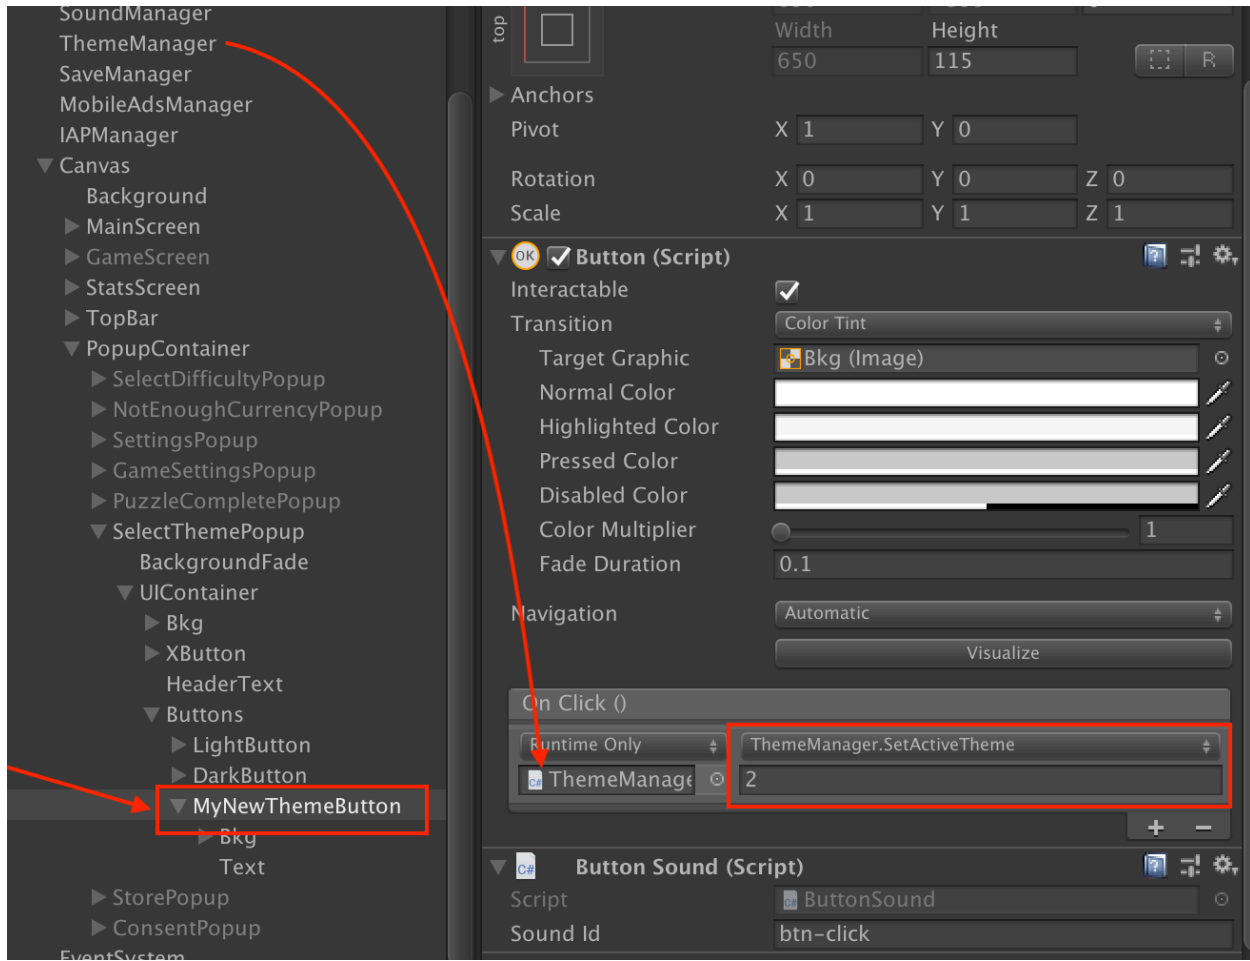 SoundManager
ThemeManager
SaveManager
MobileAdsManager
IAPManager
Canvas
Background
MainScreen
GameScreen
StatsScreen
TopBar
PopupContainer
SelectDifficultyPopup
NotEnoughCurrencyPopup
SettingsPopup
GameSettingsPopup
PuzzleCompletePopup
SelectThemePopup
BackgroundFade
UIContainer
Bkg
XButton
HeaderText
Buttons
LightButton
DarkButton
MyNewThemeButton
Bkg
Text
StorePopup
ConsentPopup
EventSystem
top
Width Height
650 115 R
Anchors
Pivot X 1 Y 0
Rotation X 0 Y 0 Z 0
Scale X 1 Y 1 Z 1
OK Button (Script)
Interactable
Transition Color Tint
Target Graphic Bkg (Image)
Normal Color
Highlighted Color
Pressed Color
Disabled Color
Color Multiplier 1
Fade Duration 0.1
Navigation Automatic
Visualize
On Click ()
Runtime Only ThemeManager.SetActiveTheme
C# ThemeManage 2
+ −
C# Button Sound (Script)
Script C# ButtonSound
Sound Id btn-click